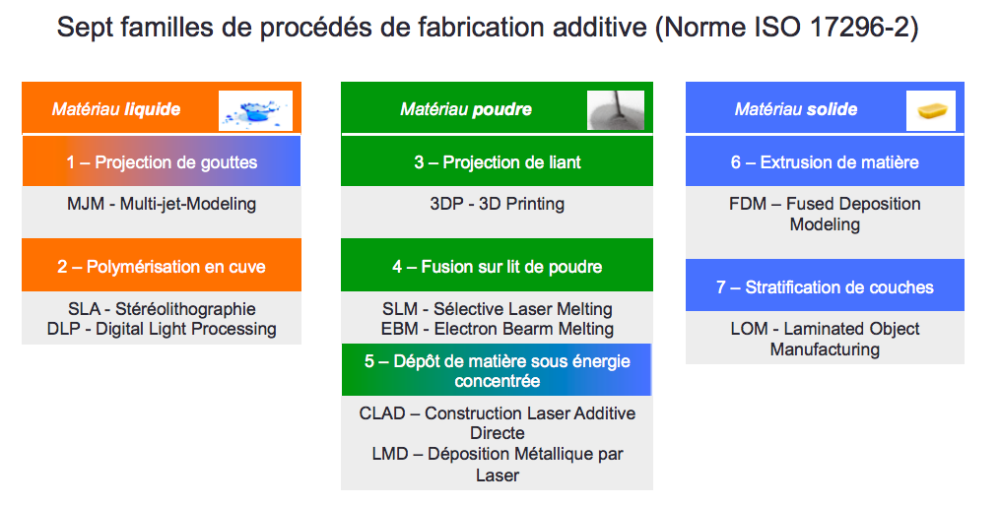 Sept familles de procédés de fabrication additive (Norme ISO 17296-2)
Matériau liquide
1 – Projection de gouttes
MJM - Multi-jet-Modeling
2 – Polymérisation en cuve
SLA - Stéréolithographie
DLP - Digital Light Processing
Matériau poudre
3 – Projection de liant
3DP - 3D Printing
4 – Fusion sur lit de poudre
SLM - Sélective Laser Melting
EBM - Electron Bearm Melting
5 – Dépôt de matière sous énergie
concentrée
CLAD – Construction Laser Additive
Directe
LMD – Déposition Métallique par
Laser
Matériau solide
6 – Extrusion de matière
FDM – Fused Deposition
Modeling
7 – Stratification de couches
LOM - Laminated Object
Manufacturing